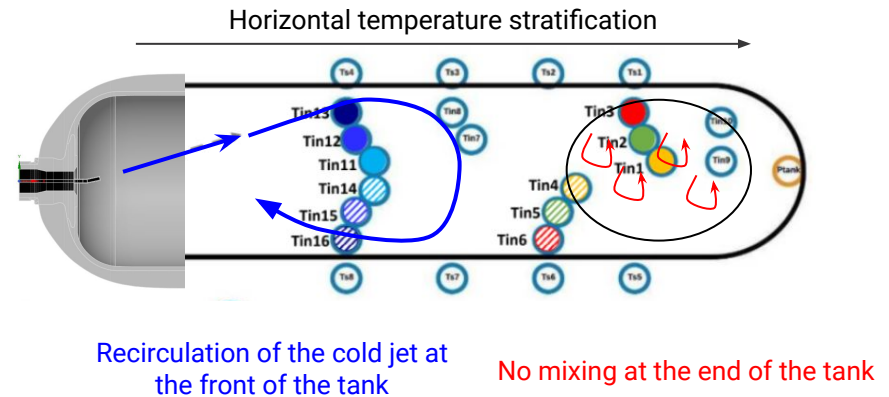 Horizontal temperature stratification
Ts4
Ts3
Ts2
Ts1
Tin13
Tin8
Tin3
Tin10
Tin12
Tin7
Tin2
Tin11
Tin1
Tin9
Ptank
Tin14
Tin4
Tin15
Tin5
Tin16
Tin6
Ts8
Ts7
Ts6
Ts5
Recirculation of the cold jet at
the front of the tank
No mixing at the end of the tank